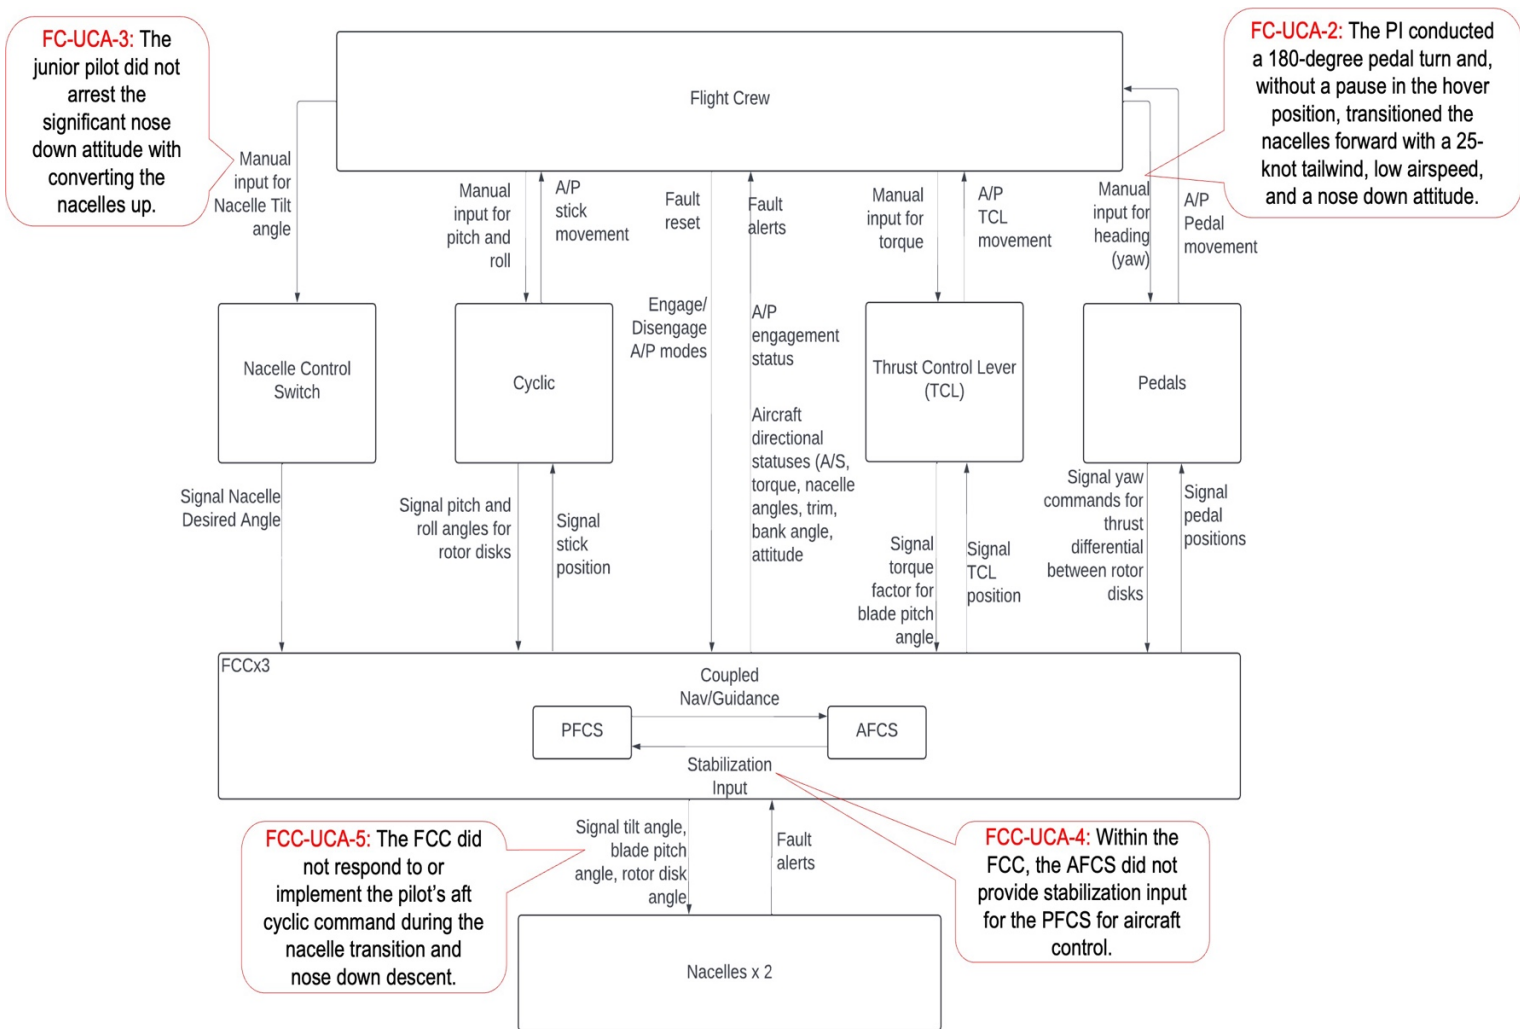 FC-UCA-3: The
junior pilot did not
arrest the
significant nose
down attitude with
converting the
nacelles up.
Flight Crew
FC-UCA-2: The PI conducted
a 180-degree pedal turn and,
without a pause in the hover
position, transitioned the
nacelles forward with a 25-
knot tailwind, low airspeed,
and a nose down attitude.
Manual
input for
Nacelle Tilt
angle
Manual
input for
pitch and
roll
A/P
stick
movement
Fault
reset
Fault
alerts
Manual
input for
torque
A/P
TCL
movement
Manual
input for
heading
(yaw)
A/P
Pedal
movement
Engage/
Disengage
A/P modes
A/P
engagement
status
Aircraft
directional
statuses (A/S,
torque, nacelle
angles, trim,
bank angle,
attitude
Nacelle Control
Switch
Cyclic
Thrust Control Lever
(TCL)
Pedals
Signal Nacelle
Desired Angle
Signal pitch and
roll angles for
rotor disks
Signal
stick
position
Signal
torque
factor for
blade pitch
angle
Signal
TCL
position
Signal yaw
commands for
thrust
differential
between rotor
disks
Signal
pedal
positions
FCCx3
Coupled
Nav/Guidance
PFCS
AFCS
Stabilization
Input
FCC-UCA-5: The FCC did
not respond to or
implement the pilot’s aft
cyclic command during the
nacelle transition and
nose down descent.
Signal tilt angle,
blade pitch
angle, rotor disk
angle
Fault
alerts
FCC-UCA-4: Within the
FCC, the AFCS did not
provide stabilization input
for the PFCS for aircraft
control.
Nacelles x 2